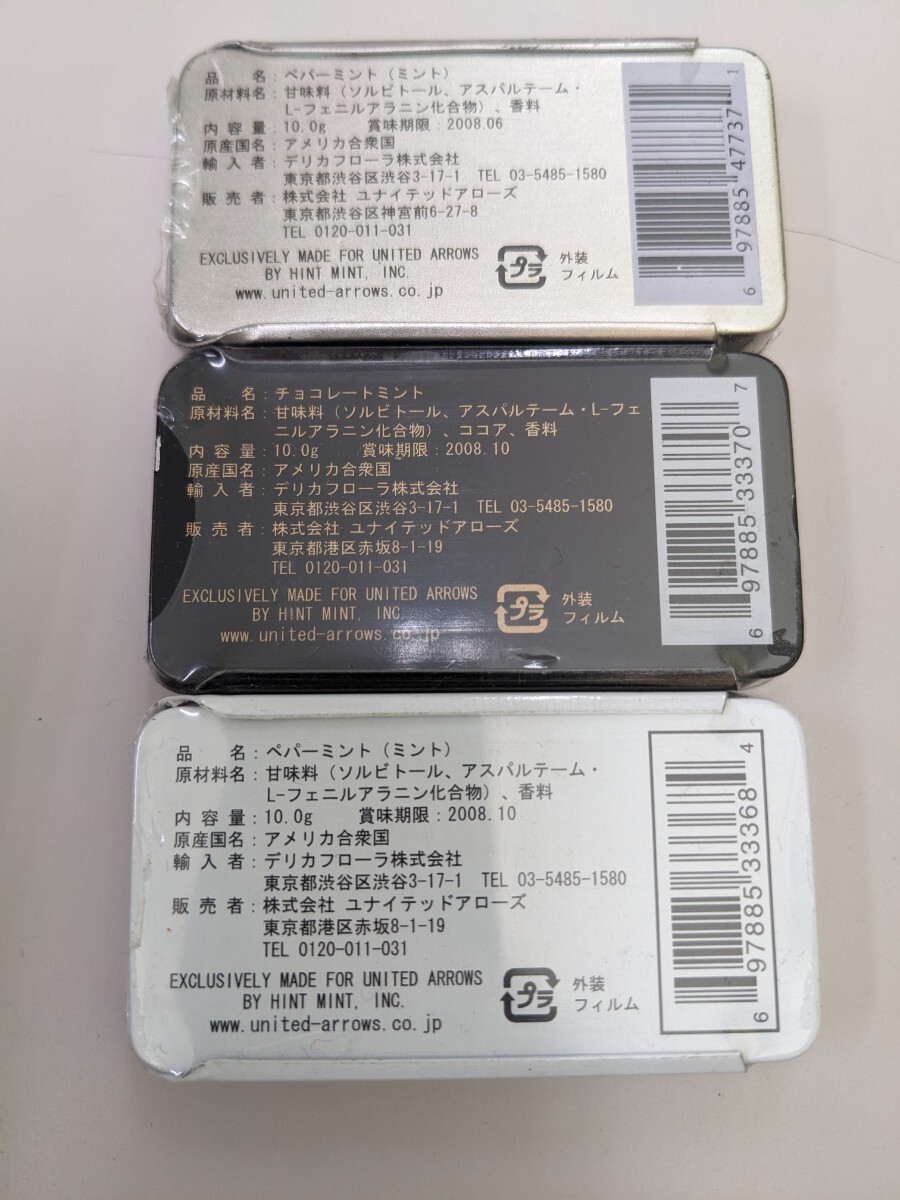 品　　名：ペパーミント（ミント）
原材料名：甘味料（ソルビトール、アスパルテーム・
L-フェニルアラニン化合物）、香料
内 容 量：10.0g　　賞味期限：2008.06
原産国名：アメリカ合衆国
輸 入 者：デリカフローラ株式会社
東京都渋谷区渋谷3-17-1　TEL 03-5485-1580
販 売 者：株式会社 ユナイテッドアローズ
東京都渋谷区神宮前6-27-8
TEL 0120-011-031
EXCLUSIVELY MADE FOR UNITED ARROWS
BY HINT MINT, INC.
www.united-arrows.co.jp
プラ
外装
フィルム
6 97885 47737 1
品　　名：チョコレートミント
原材料名：甘味料（ソルビトール、アスパルテーム・L-フェ
ニルアラニン化合物）、ココア、香料
内 容 量：10.0g　　賞味期限：2008.10
原産国名：アメリカ合衆国
輸 入 者：デリカフローラ株式会社
東京都渋谷区渋谷3-17-1　TEL 03-5485-1580
販 売 者：株式会社 ユナイテッドアローズ
東京都港区赤坂8-1-19
TEL 0120-011-031
EXCLUSIVELY MADE FOR UNITED ARROWS
BY HINT MINT, INC.
www.united-arrows.co.jp
プラ
外装
フィルム
6 97885 33370 7
品　　名：ペパーミント（ミント）
原材料名：甘味料（ソルビトール、アスパルテーム・
L-フェニルアラニン化合物）、香料
内 容 量：10.0g　　賞味期限：2008.10
原産国名：アメリカ合衆国
輸 入 者：デリカフローラ株式会社
東京都渋谷区渋谷3-17-1　TEL 03-5485-1580
販 売 者：株式会社 ユナイテッドアローズ
東京都港区赤坂8-1-19
TEL 0120-011-031
EXCLUSIVELY MADE FOR UNITED ARROWS
BY HINT MINT, INC.
www.united-arrows.co.jp
プラ
外装
フィルム
6 97885 33368 4